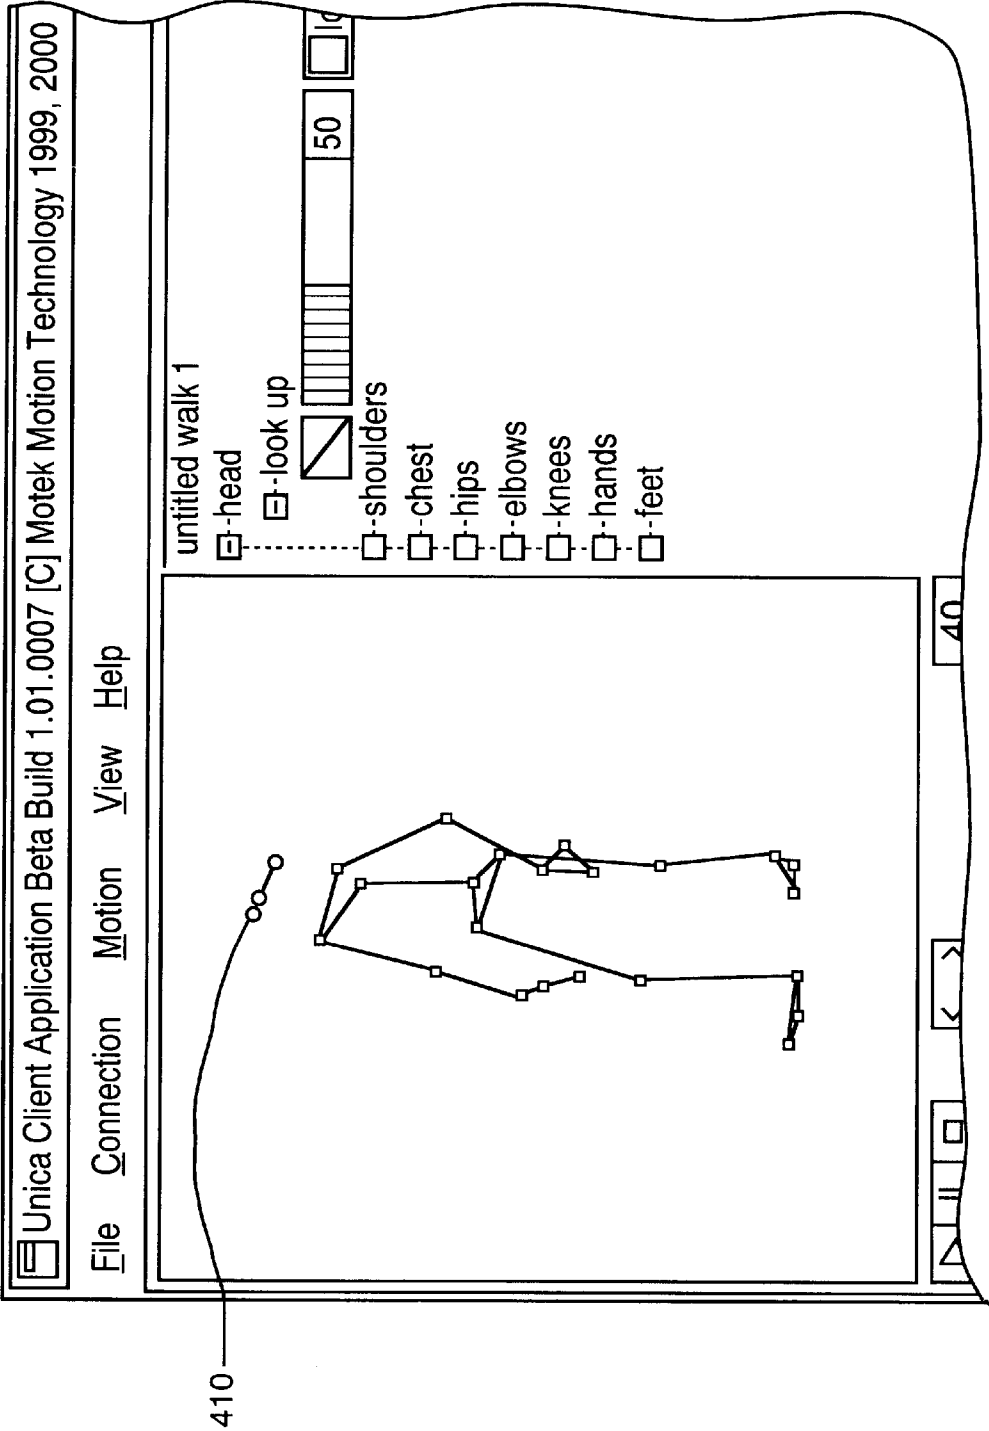 Unica Client Application Beta Build 1.01.0007 [C] Motek Motion Technology 1999, 2000
File Connection Motion View Help
untitled walk 1
head
look up
50
shoulders
chest
hips
elbows
knees
hands
feet
40
410